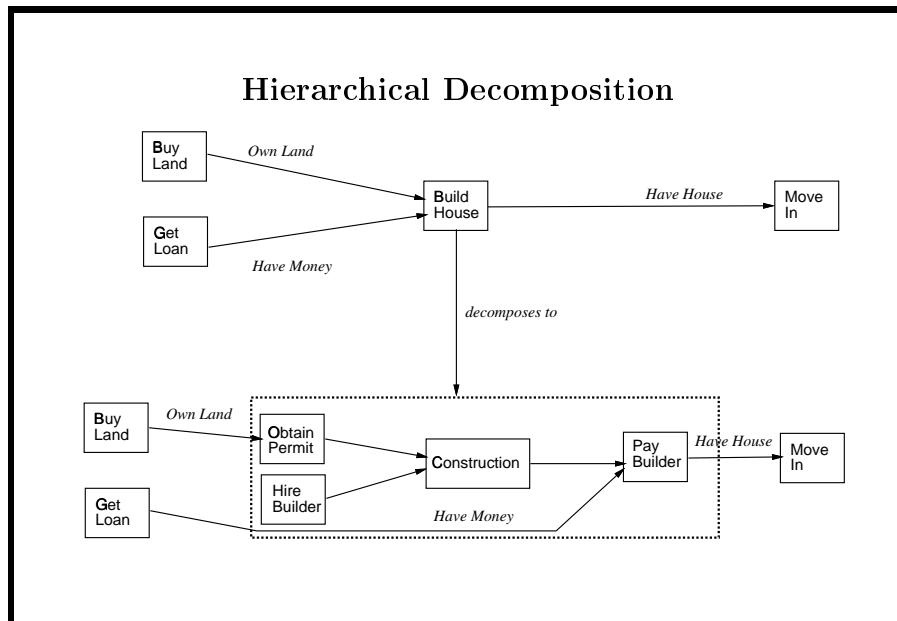 Hierarchical Decomposition
Buy
Land
Own Land
Build
House
Have House
Move
In
Get
Loan
Have Money
decomposes to
Buy
Land
Own Land
Obtain
Permit
Construction
Pay
Builder
Have House
Move
In
Hire
Builder
Get
Loan
Have Money